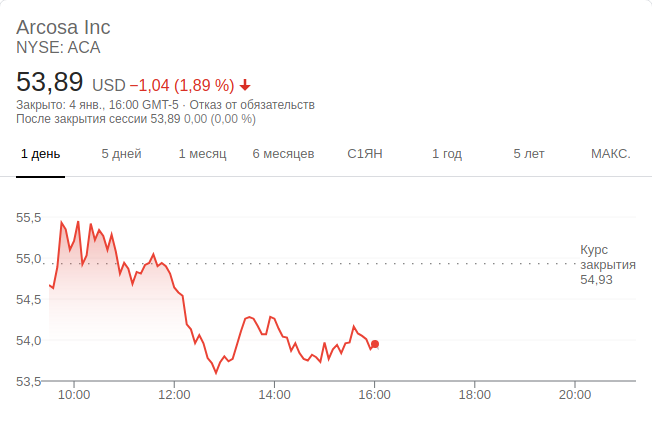 Arcosa Inc
NYSE: ACA
53,89 USD −1,04 (1,89 %)
Закрыто: 4 янв., 16:00 GMT-5 · Отказ от обязательств
После закрытия сессии 53,89 0,00 (0,00 %)
1 день 5 дней 1 месяц 6 месяцев С1ЯН 1 год 5 лет МАКС.
55,5
55,0
54,5
54,0
53,5
Курс
закрытия
54,93
10:00 12:00 14:00 16:00 18:00 20:00